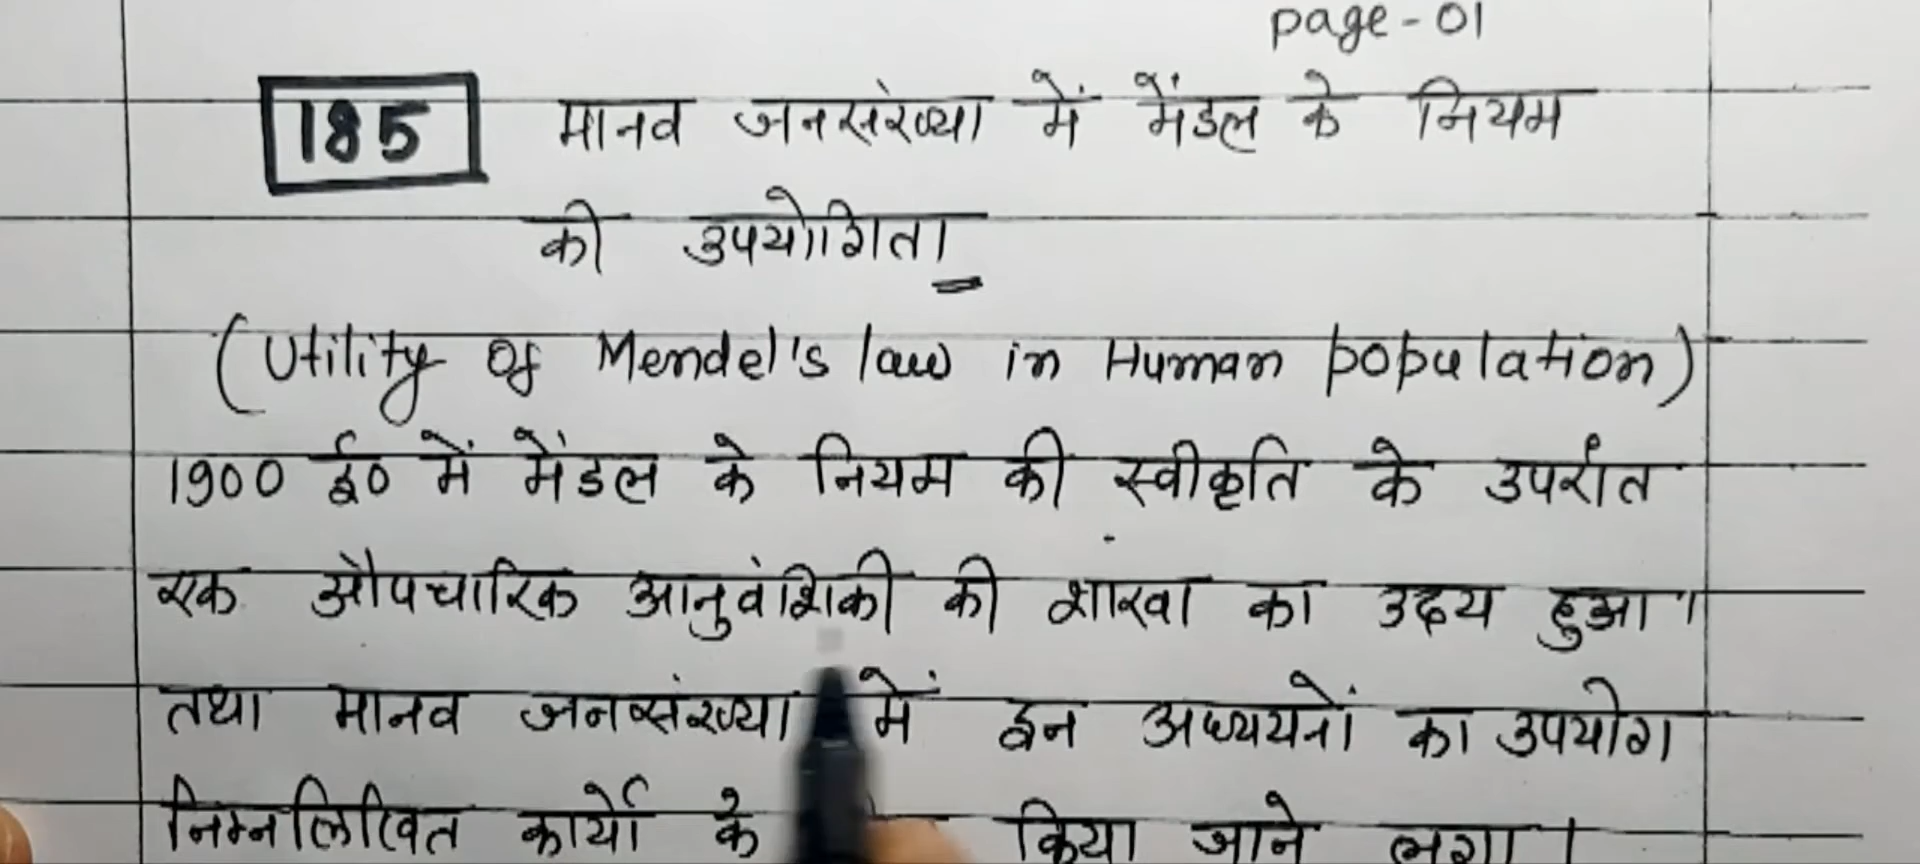 page-01
185 मानव जनसंख्या में मेंडल के नियम
की उपयोगिता
(Utility of Mendel's law in Human population)
1900 ई० में मेंडल के नियम की स्वीकृति के उपरांत
एक औपचारिक आनुवंशिकी की शाखा का उदय हुआ।
तथा मानव जनसंख्या में इन अध्ययनों का उपयोग
निम्नलिखित कार्यो के किया जाने लगा।